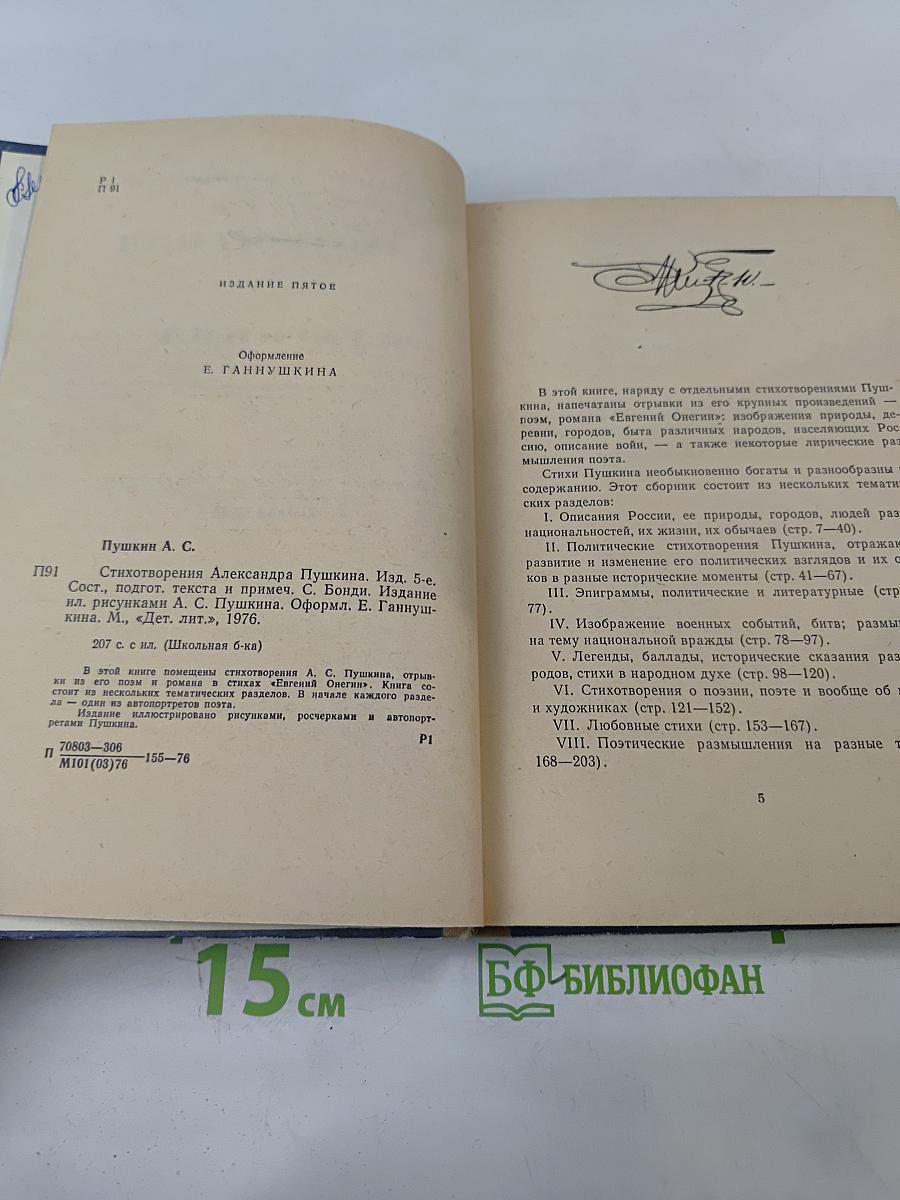 Р 1
П 91
ИЗДАНИЕ ПЯТОЕ
Оформление
Е. ГАННУШКИНА
Пушкин А. С.
П91 Стихотворения Александра Пушкина. Изд. 5-е.
Сост., подгот. текста и примеч. С. Бонди. Издание
ил. рисунками А. С. Пушкина. Оформл. Е. Ганнуш-
кина. М., «Дет. лит.», 1976.
207 с. с ил. (Школьная б-ка)
В этой книге помещены стихотворения А. С. Пушкина, отрыв-
ки из его поэм и романа в стихах «Евгений Онегин». Книга со-
стоит из нескольких тематических разделов. В начале каждого разде-
ла — один из автопортретов поэта.
Издание иллюстрировано рисунками, росчерками и автопорт-
ретами Пушкина.
Р1
П 70803—306
М101(03)76 —155—76
В этой книге, наряду с отдельными стихотворениями Пуш-
кина, напечатаны отрывки из его крупных произведений —
поэм, романа «Евгений Онегин»: изображения природы, де-
ревни, городов, быта различных народов, населяющих Рос-
сию, описание войн, — а также некоторые лирические раз
мышления поэта.
Стихи Пушкина необыкновенно богаты и разнообразны
содержанию. Этот сборник состоит из нескольких темати
ских разделов:
I. Описания России, ее природы, городов, людей раз
национальностей, их жизни, их обычаев (стр. 7—40).
II. Политические стихотворения Пушкина, отража
развитие и изменение его политических взглядов и их о
ков в разные исторические моменты (стр. 41—67).
III. Эпиграммы, политические и литературные (стр
77).
IV. Изображение военных событий, битв; размы
на тему национальной вражды (стр. 78—97).
V. Легенды, баллады, исторические сказания раз
родов, стихи в народном духе (стр. 98—120).
VI. Стихотворения о поэзии, поэте и вообще об
и художниках (стр. 121—152).
VII. Любовные стихи (стр. 153—167).
VIII. Поэтические размышления на разные т
168—203).
5
15 см
БФ БИБЛИОФАН